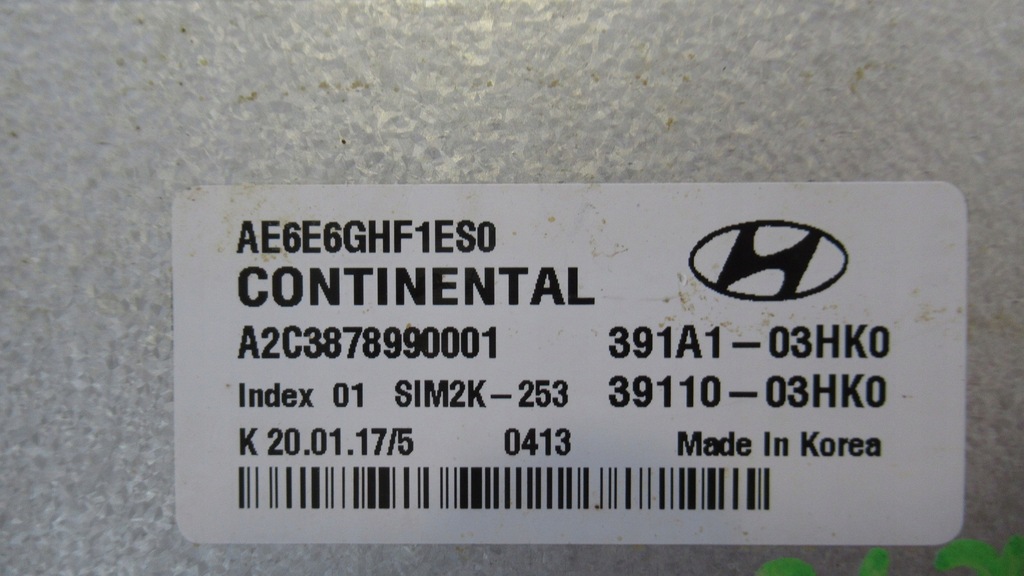 AE6E6GHF1ES0
CONTINENTAL
A2C3878990001 391A1-03HK0
Index 01 SIM2K-253 39110-03HK0
K 20.01.17/5 0413 Made In Korea